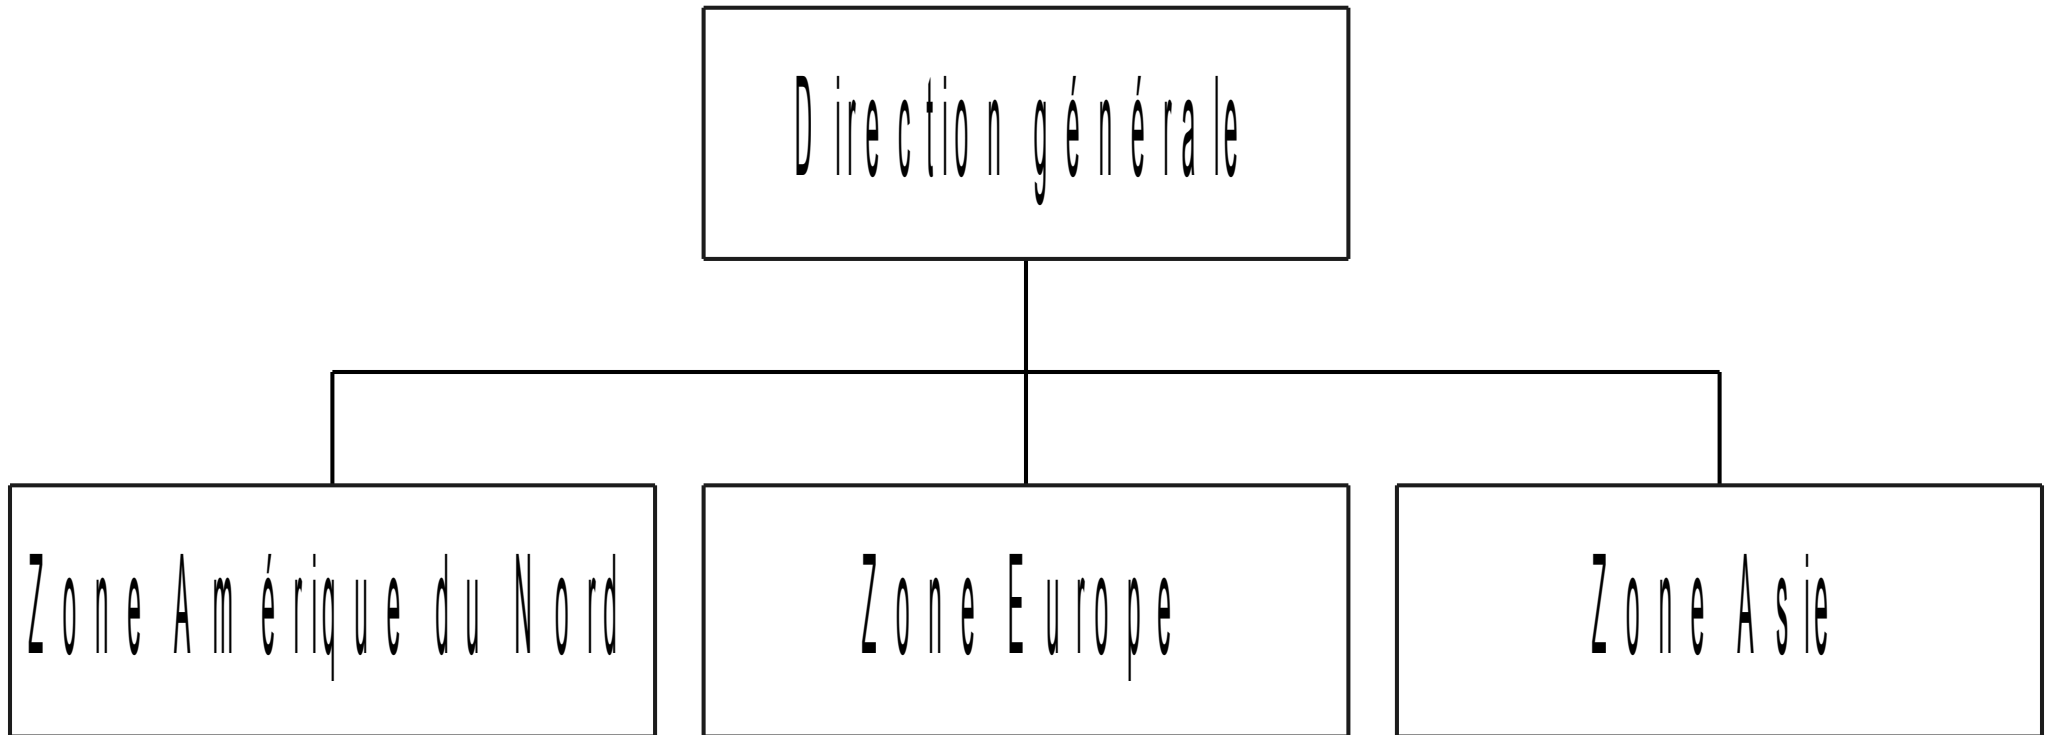 Direction générale
Zone Amérique du Nord
Zone Europe
Zone Asie